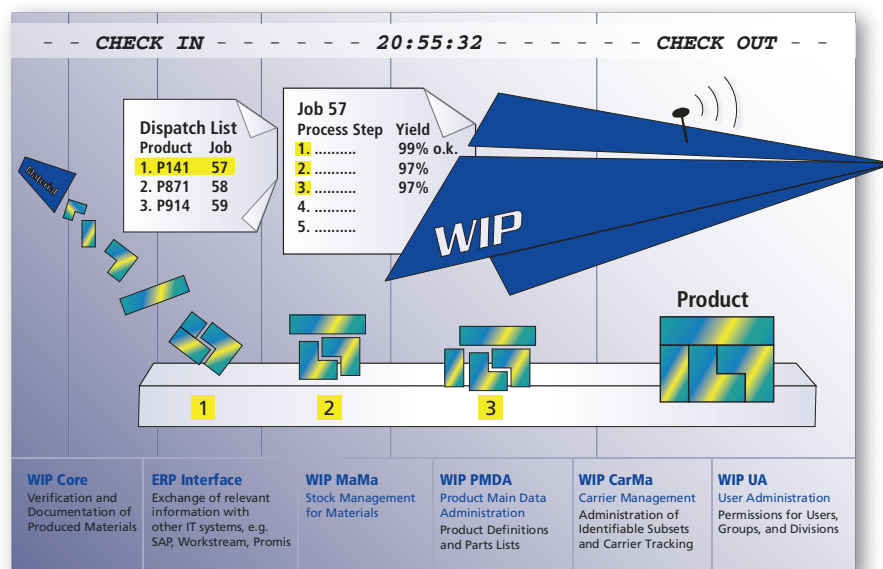 - - CHECK IN - - - - - - 20:55:32 - - - - - - CHECK OUT - -
Dispatch List
Product Job
1. P141 57
2. P871 58
3. P914 59
Job 57
Process Step Yield
1. .......... 99% o.k.
2. .......... 97%
3. .......... 97%
4. ..........
5. ..........
Material
WIP
Product
1
2
3
WIP Core
Verification and
Documentation of
Produced Materials
ERP Interface
Exchange of relevant
information with
other IT systems, e.g.
SAP, Workstream, Promis
WIP MaMa
Stock Management
for Materials
WIP PMDA
Product Main Data
Administration
Product Definitions
and Parts Lists
WIP CarMa
Carrier Management
Administration of
Identifiable Subsets
and Carrier Tracking
WIP UA
User Administration
Permissions for Users,
Groups, and Divisions